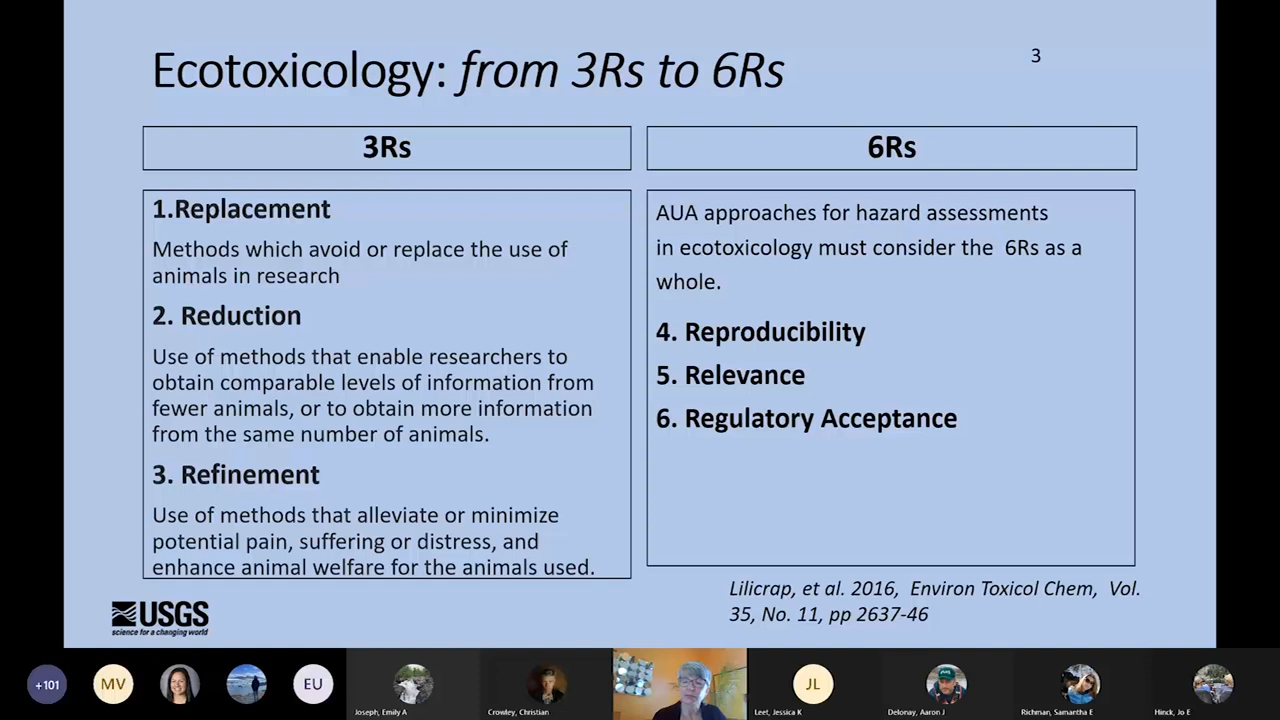 Ecotoxicology: from 3Rs to 6Rs
3
3Rs
6Rs
1.Replacement
Methods which avoid or replace the use of
animals in research
2. Reduction
Use of methods that enable researchers to
obtain comparable levels of information from
fewer animals, or to obtain more information
from the same number of animals.
3. Refinement
Use of methods that alleviate or minimize
potential pain, suffering or distress, and
enhance animal welfare for the animals used.
AUA approaches for hazard assessments
in ecotoxicology must consider the 6Rs as a
whole.
4. Reproducibility
5. Relevance
6. Regulatory Acceptance
Lilicrap, et al. 2016, Environ Toxicol Chem, Vol.
35, No. 11, pp 2637-46
USGS
science for a changing world
+101
MV
EU
Joseph, Emily A
Crowley, Christian
JL
Leet, Jessica K
Delonay, Aaron J
Richman, Samantha E
Hinck, Jo E